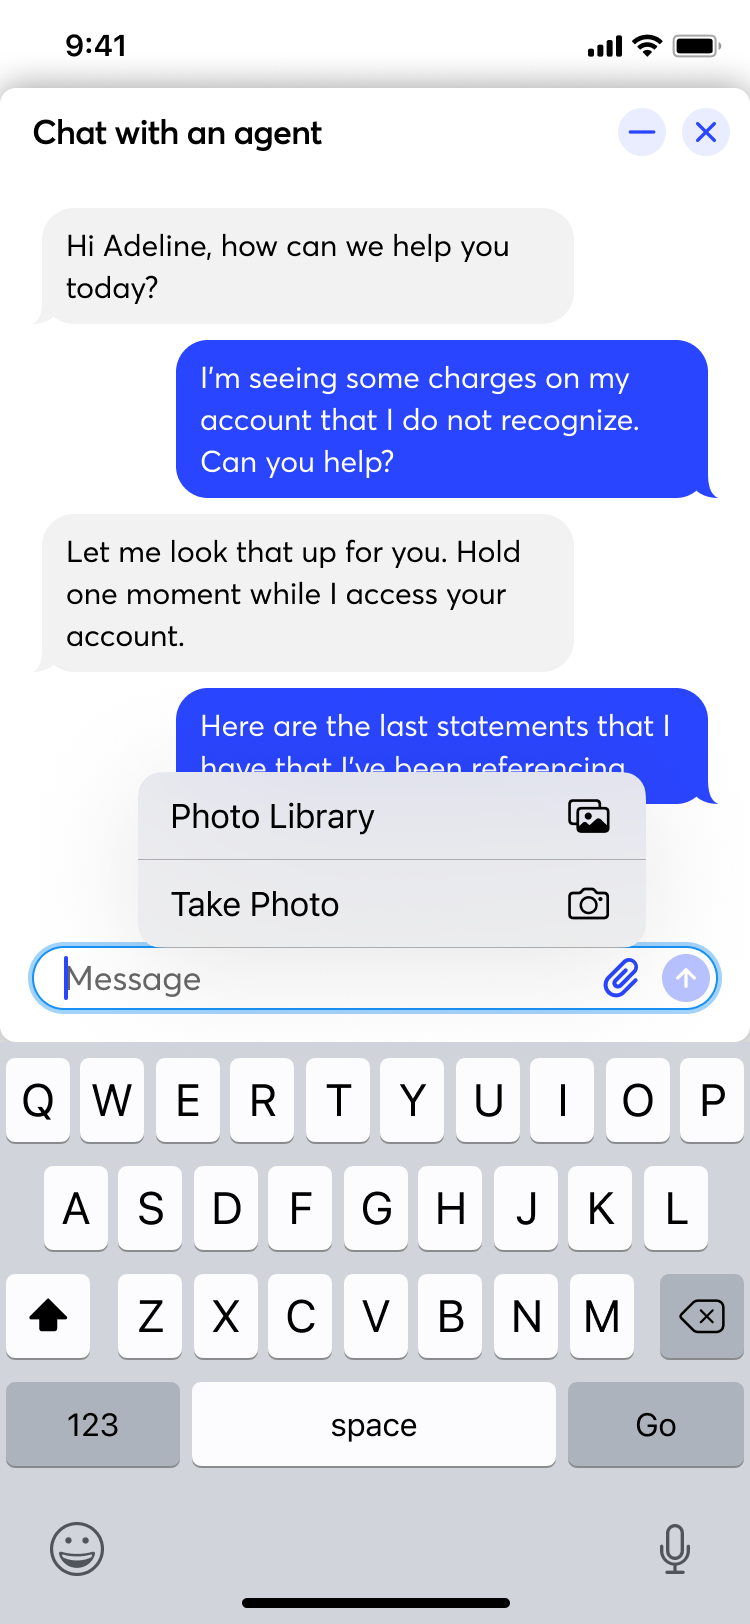 9:41
Chat with an agent
Hi Adeline, how can we help you
today?
I'm seeing some charges on my
account that I do not recognize.
Can you help?
Let me look that up for you. Hold
one moment while I access your
account.
Here are the last statements that I
have that I've been referencing
Photo Library
Take Photo
Message
Q W E R T Y U I O P
A S D F G H J K L
Z X C V B N M
123 space Go